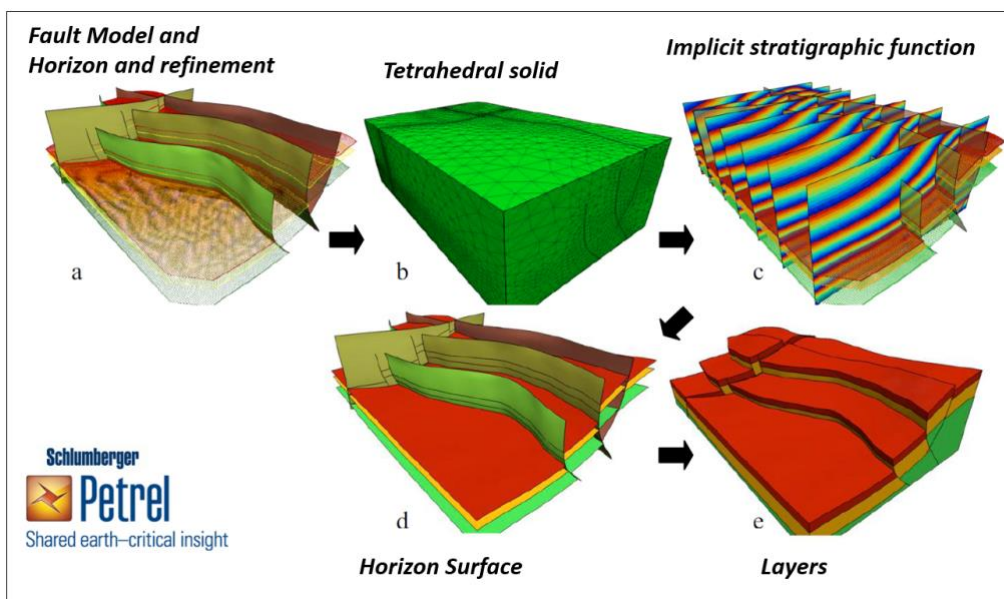 Fault Model and
Horizon and refinement
Tetrahedral solid
Implicit stratigraphic function
a
b
c
d
e
Schlumberger
Petrel
Shared earth–critical insight
Horizon Surface
Layers